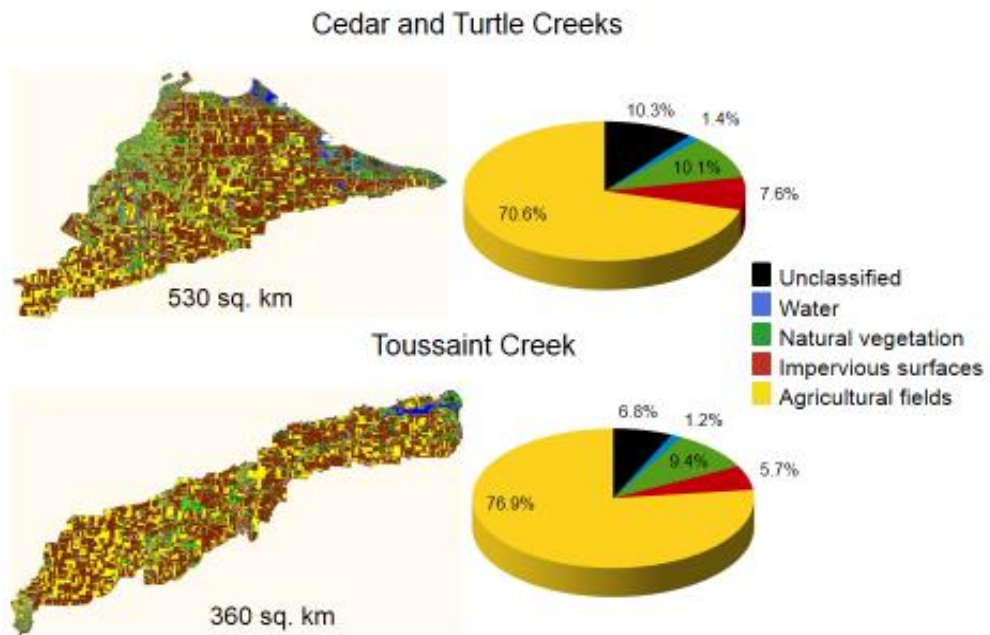 Cedar and Turtle Creeks
10.3%
1.4%
10.1%
7.6%
70.6%
530 sq. km
Unclassified
Water
Natural vegetation
Impervious surfaces
Agricultural fields
Toussaint Creek
6.8%
1.2%
9.4%
5.7%
76.9%
360 sq. km